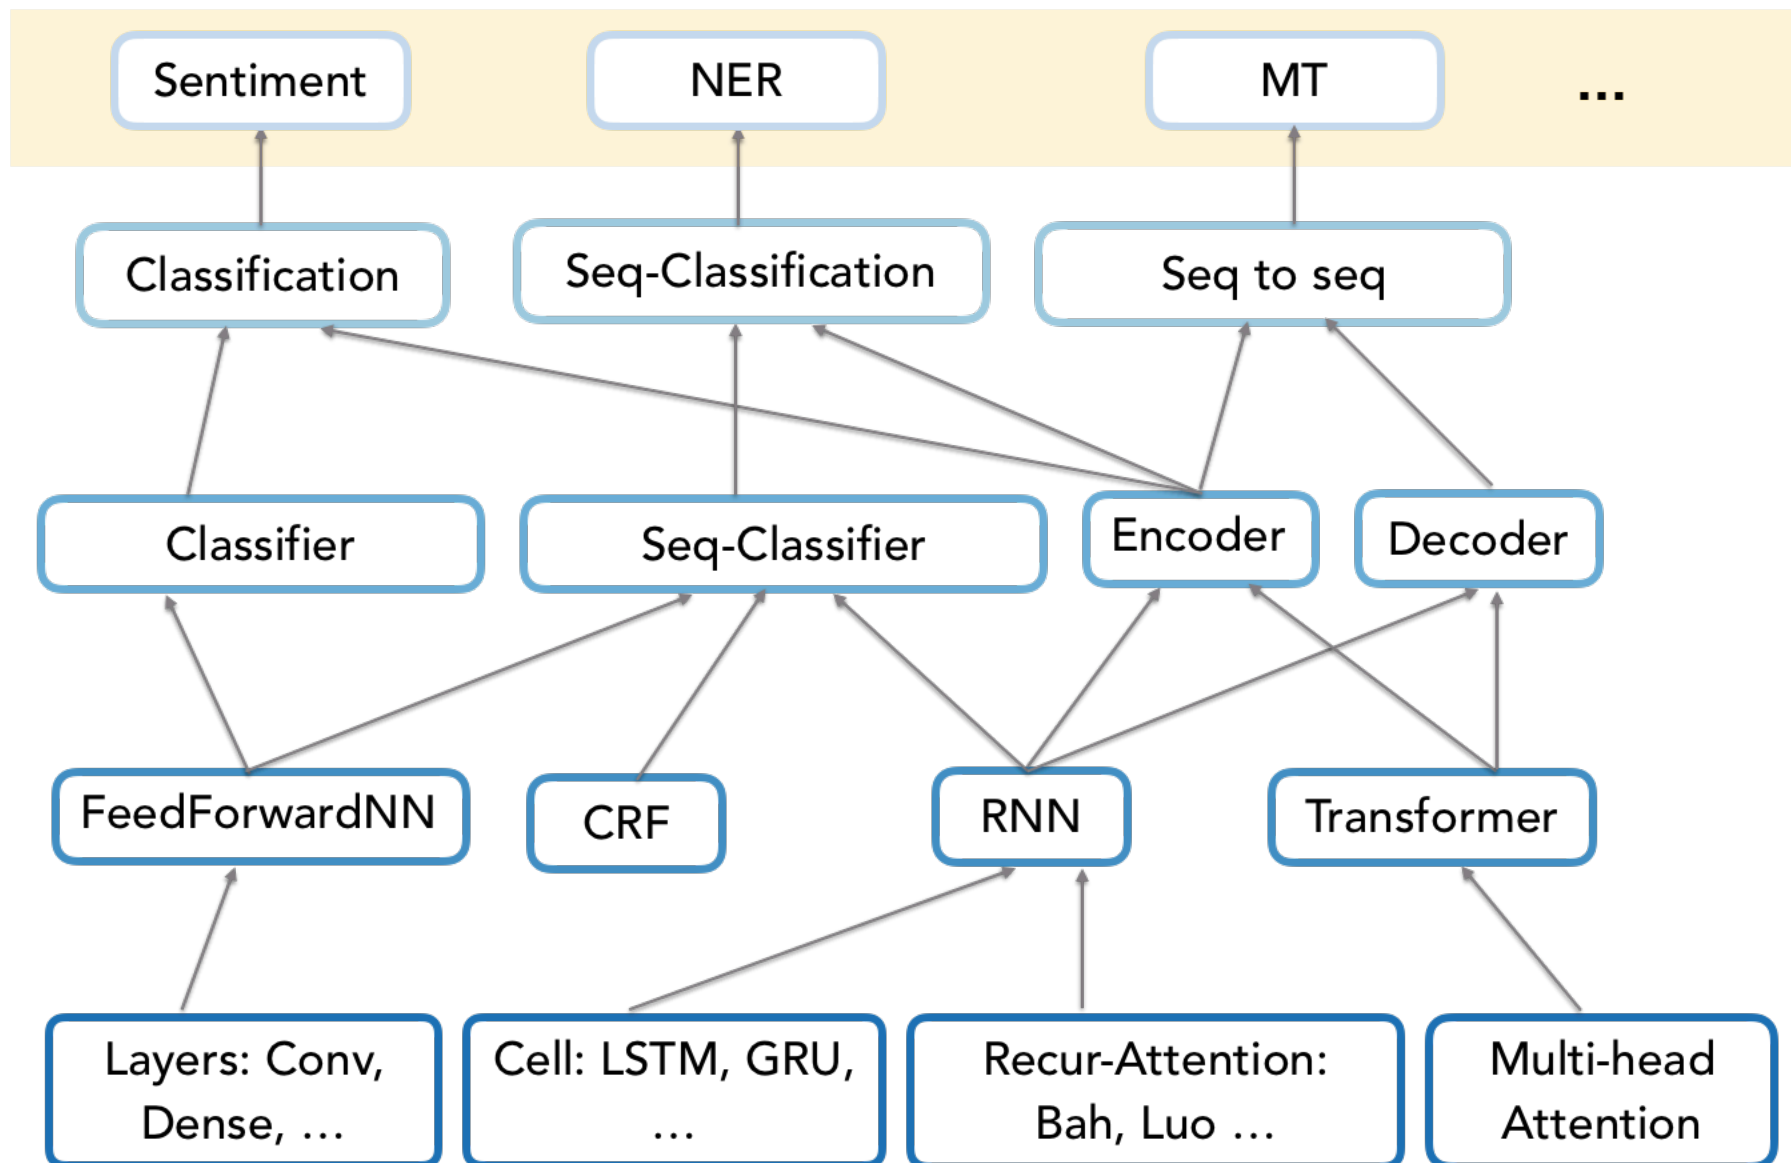 Sentiment
NER
MT
...
Classification
Seq-Classification
Seq to seq
Classifier
Seq-Classifier
Encoder
Decoder
FeedForwardNN
CRF
RNN
Transformer
Layers: Conv,
Dense, ...
Cell: LSTM, GRU,
...
Recur-Attention:
Bah, Luo ...
Multi-head
Attention